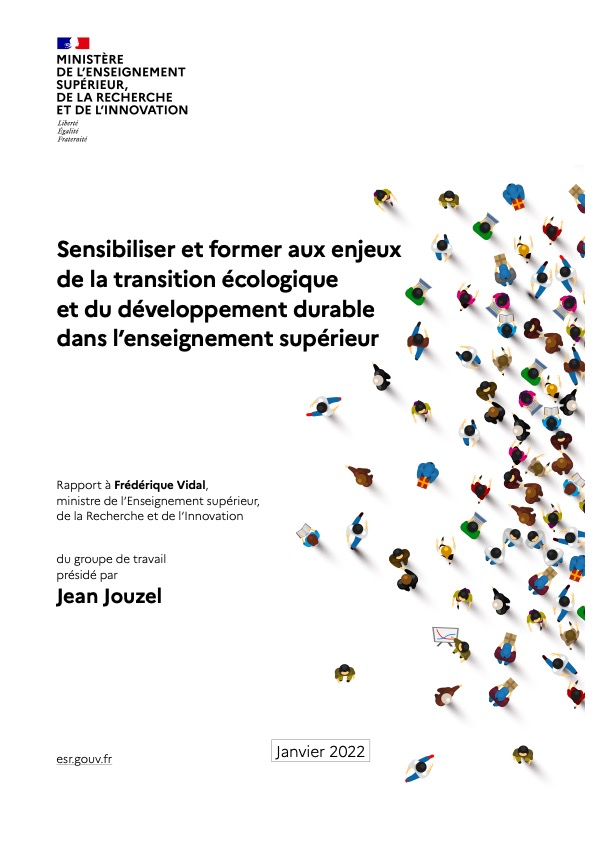 MINISTÈRE
DE L'ENSEIGNEMENT
SUPÉRIEUR,
DE LA RECHERCHE
ET DE L'INNOVATION
Liberté
Égalité
Fraternité
Sensibiliser et former aux enjeux
de la transition écologique
et du développement durable
dans l'enseignement supérieur
Rapport à Frédérique Vidal,
ministre de l'Enseignement supérieur,
de la Recherche et de l'Innovation
du groupe de travail
présidé par
Jean Jouzel
Janvier 2022
esr.gouv.fr